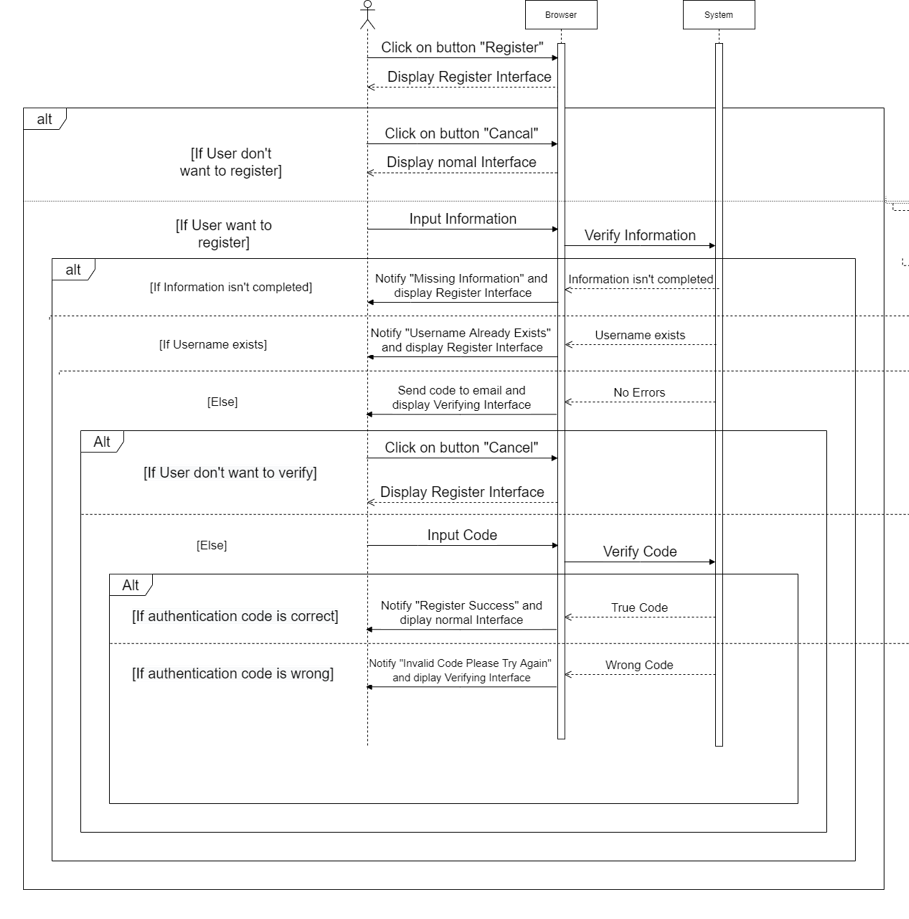 Browser
System
Click on button "Register"
Display Register Interface
alt
Click on button "Cancal"
[If User don't
want to register]
Display nomal Interface
[If User want to
register]
Input Information
Verify Information
alt
[If Information isn't completed]
Notify "Missing Information" and
display Register Interface
Information isn't completed
[If Username exists]
Notify "Username Already Exists"
and display Register Interface
Username exists
[Else]
Send code to email and
display Verifying Interface
No Errors
Alt
Click on button "Cancel"
[If User don't want to verify]
Display Register Interface
[Else]
Input Code
Verify Code
Alt
[If authentication code is correct]
Notify "Register Success" and
diplay normal Interface
True Code
[If authentication code is wrong]
Notify "Invalid Code Please Try Again"
and diplay Verifying Interface
Wrong Code